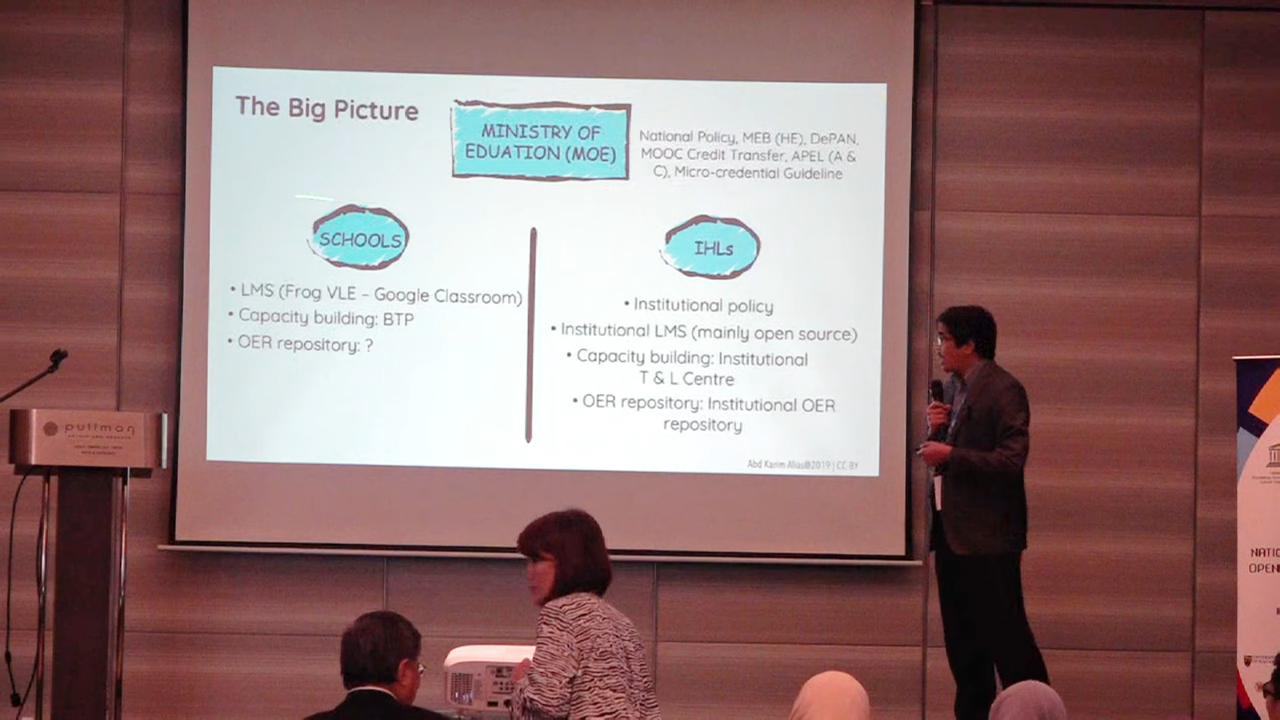 The Big Picture
MINISTRY OF
EDUATION (MOE)
National Policy, MEB (HE), DePAN,
MOOC Credit Transfer, APEL (A &
C), Micro-credential Guideline
SCHOOLS
• LMS (Frog VLE – Google Classroom)
• Capacity building: BTP
• OER repository: ?
IHLs
• Institutional policy
• Institutional LMS (mainly open source)
• Capacity building: Institutional
T & L Centre
• OER repository: Institutional OER
repository
Abd Karim Alias@2019 | CC BY
pullman
NATIO
OPEN